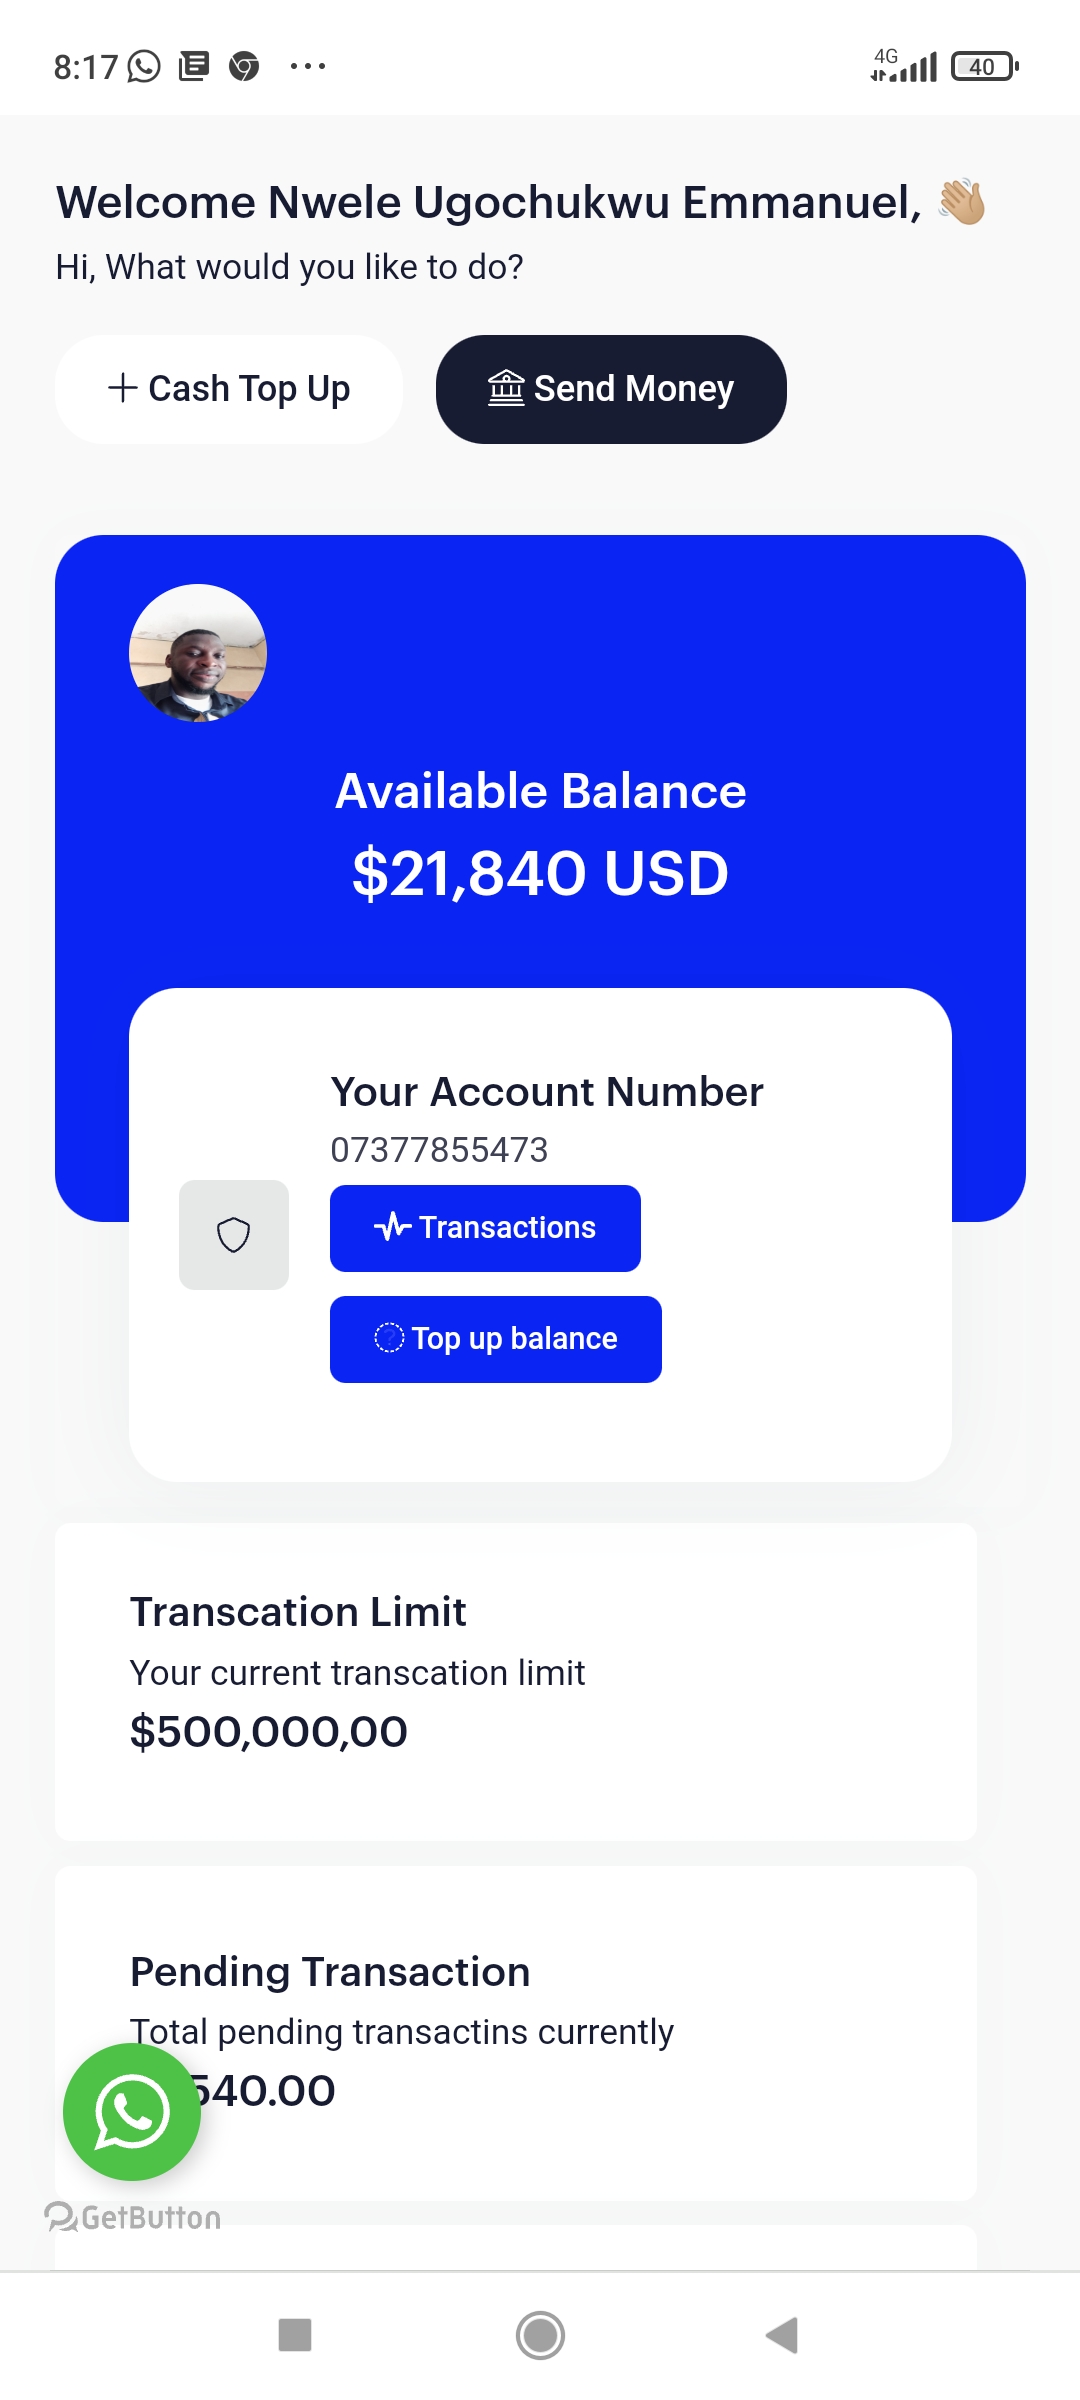 8:17
4G
40
Welcome Nwele Ugochukwu Emmanuel, 👋🏼
Hi, What would you like to do?
Cash Top Up
Send Money
Available Balance
$21,840 USD
Your Account Number
07377855473
Transactions
Top up balance
Transcation Limit
Your current transcation limit
$500,000,00
Pending Transaction
Total pending transactins currently
540.00
GetButton